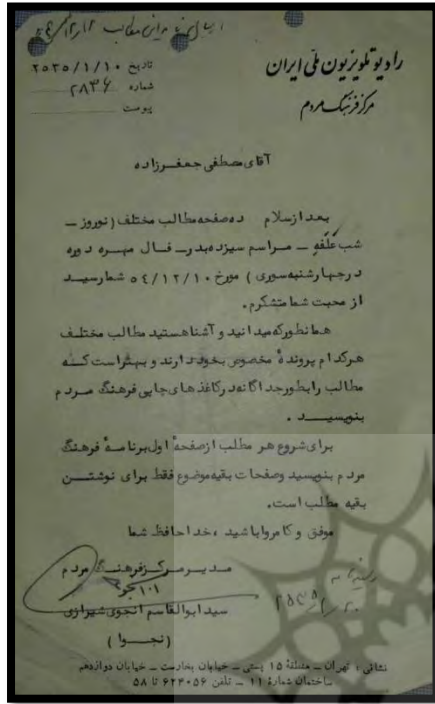 رادیو تلویزیون ملی ایران
مرکز فرهنگ مردم
تاریخ ۲۵۳۵/۱/۱۰
شماره ۲۸۳۶
پیوست
آقای مصطفی جعفرزاده
بعد از سلام ده صفحه مطالب مختلف (نوروز –
شب عَلَفِه – مراسم سیزده بدر – فال مهره دوره
در چهارشنبه سوری) مورخ ۵۴/۱۲/۱۰ شما رسید
از محبت شما متشکرم.
همانطور که میدانید و آشنا هستید مطالب مختلف
هر کدام پروندهٔ مخصوص بخود دارند و بهتر است که
مطالب را بطور جداگانه در کاغذهای چاپی فرهنگ مردم
بنویسید.
برای شروع هر مطلب از صفحهٔ اول برنامهٔ فرهنگ
مردم بنویسید وصفحات بقیه موضوع فقط برای نوشتن
بقیه مطلب است.
موفق و کامروا باشید، خدا حافظ شما
مدیر مرکز فرهنگ مردم
سید ابوالقاسم انجوی شیرازی
(نجوا)
نشانی : تهران – منطقهٔ ۱۵ پستی – خیابان بخارست – خیابان دوازدهم
ساختمان شمارهٔ ۱۱ – تلفن ۶۲۴۰۵۶ تا ۵۸